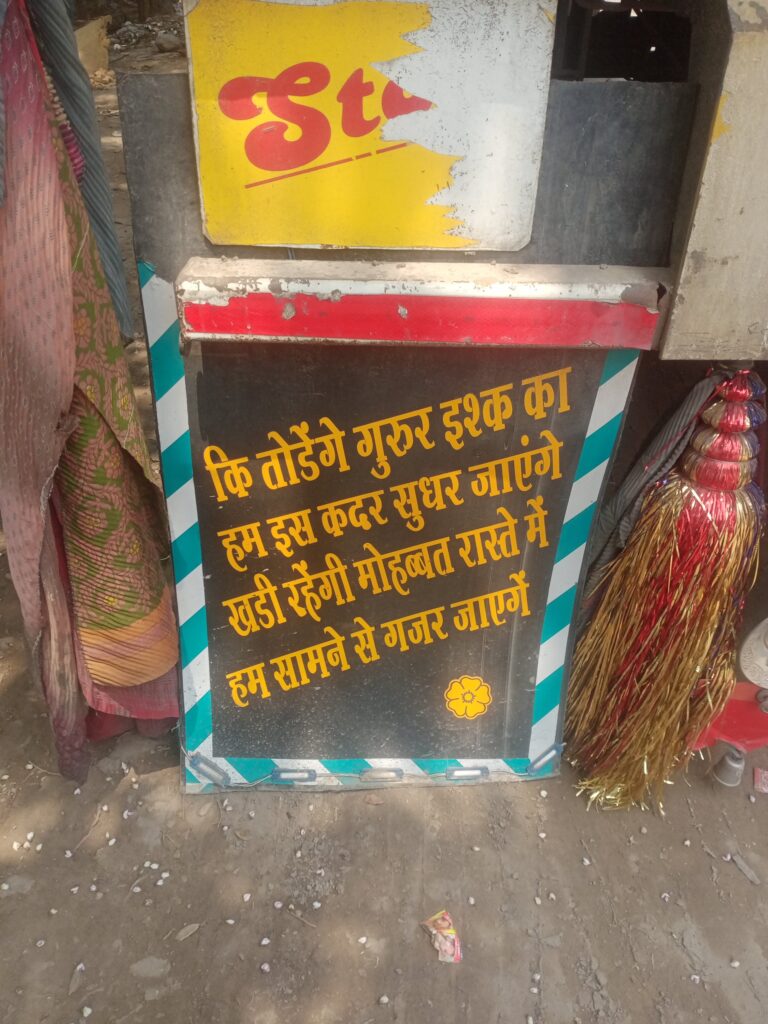 St
कि तोडेंगे गुरुर इश्क का
हम इस कदर सुधर जाएंगे
खडी रहेंगी मोहब्बत रास्ते में
हम सामने से गजर जाएगें